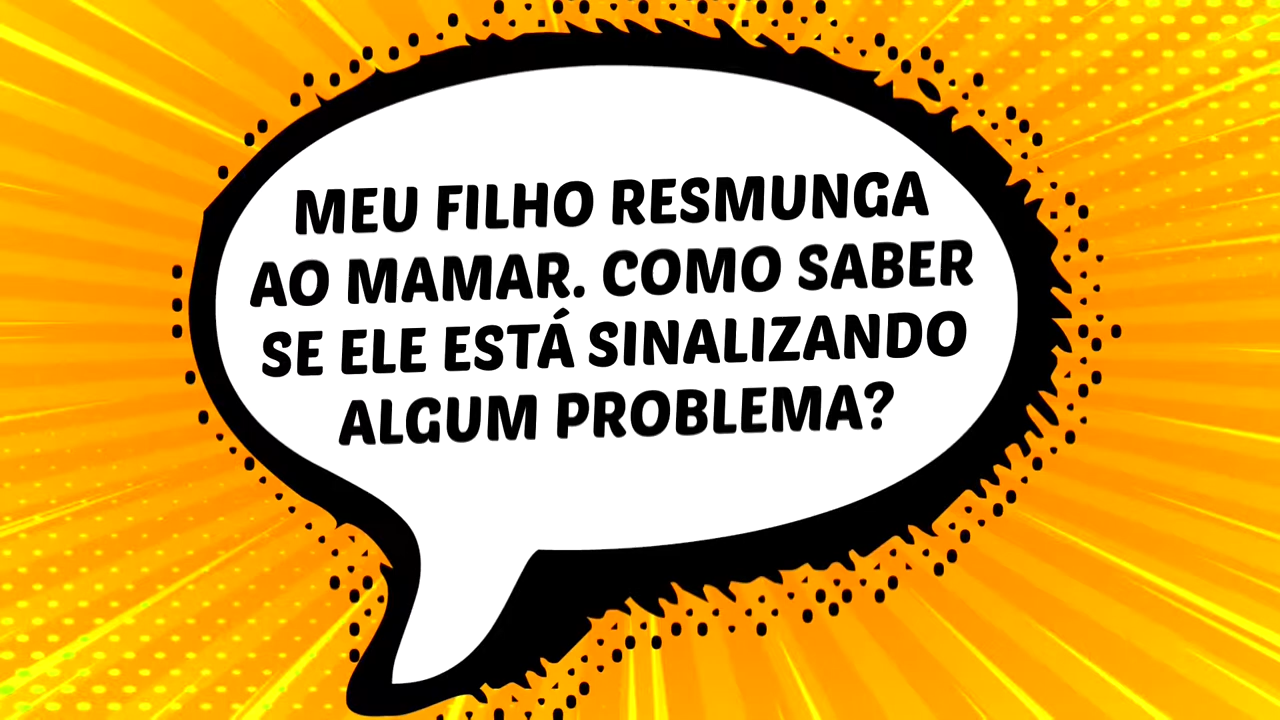 MEU FILHO RESMUNGA
AO MAMAR. COMO SABER
SE ELE ESTÁ SINALIZANDO
ALGUM PROBLEMA?